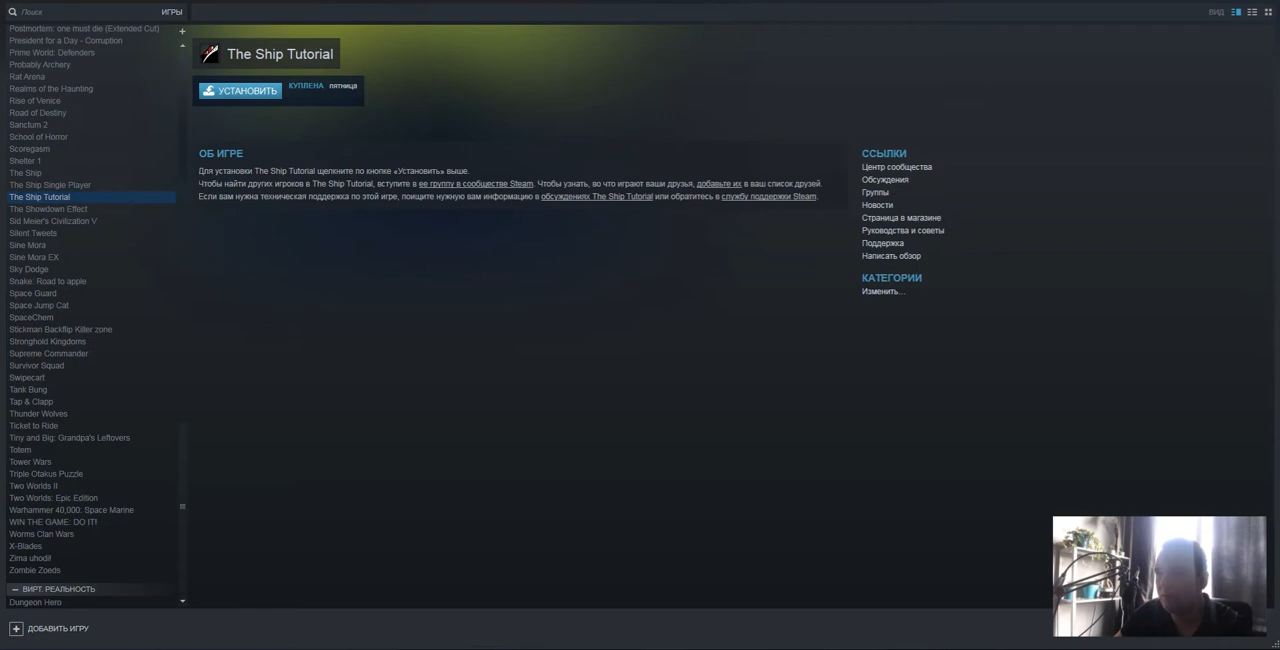 Поиск
ИГРЫ
ВИД
Postmortem: one must die (Extended Cut)
President for a Day - Corruption
Prime World: Defenders
Probably Archery
Rat Arena
Realms of the Haunting
Rise of Venice
Road of Destiny
Sanctum 2
School of Horror
Scoregasm
Shelter 1
The Ship
The Ship Single Player
The Ship Tutorial
The Showdown Effect
Sid Meier's Civilization V
Silent Tweets
Sine Mora
Sine Mora EX
Sky Dodge
Snake: Road to apple
Space Guard
Space Jump Cat
SpaceChem
Stickman Backflip Killer zone
Stronghold Kingdoms
Supreme Commander
Survivor Squad
Swipecart
Tank Bung
Tap & Clapp
Thunder Wolves
Ticket to Ride
Tiny and Big: Grandpa's Leftovers
Totem
Tower Wars
Triple Otakus Puzzle
Two Worlds II
Two Worlds: Epic Edition
Warhammer 40,000: Space Marine
WIN THE GAME: DO IT!
Worms Clan Wars
X-Blades
Zima uhodi!
Zombie Zoeds
ВИРТ. РЕАЛЬНОСТЬ
Dungeon Hero
ДОБАВИТЬ ИГРУ
The Ship Tutorial
УСТАНОВИТЬ
КУПЛЕНА пятница
ОБ ИГРЕ
Для установки The Ship Tutorial щелкните по кнопке «Установить» выше.
Чтобы найти других игроков в The Ship Tutorial, вступите в ее группу в сообществе Steam. Чтобы узнать, во что играют ваши друзья, добавьте их в ваш список друзей.
Если вам нужна техническая поддержка по этой игре, поищите нужную вам информацию в обсуждениях The Ship Tutorial или обратитесь в службу поддержки Steam.
ССЫЛКИ
Центр сообщества
Обсуждения
Группы
Новости
Страница в магазине
Руководства и советы
Поддержка
Написать обзор
КАТЕГОРИИ
Изменить...